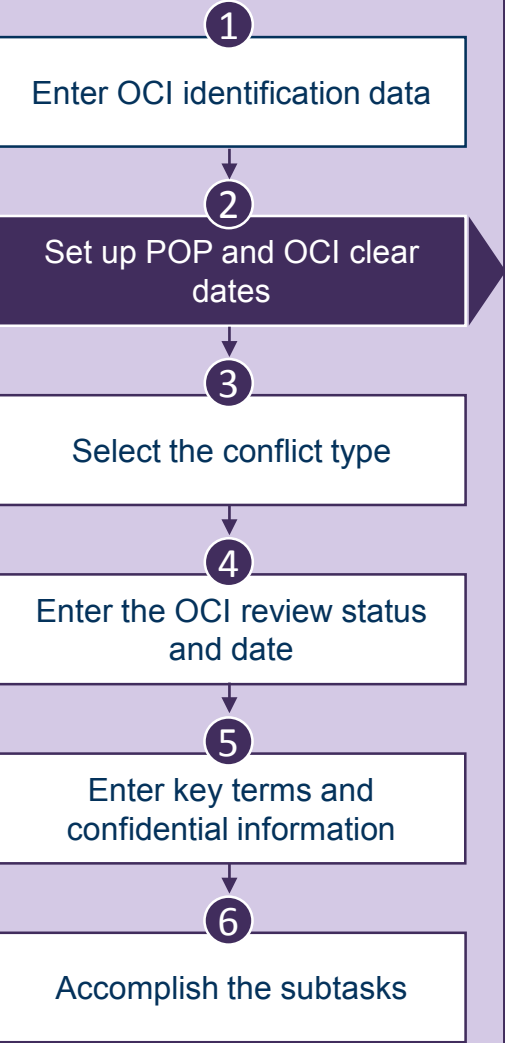 1
Enter OCI identification data
2
Set up POP and OCI clear
dates
3
Select the conflict type
4
Enter the OCI review status
and date
5
Enter key terms and
confidential information
6
Accomplish the subtasks